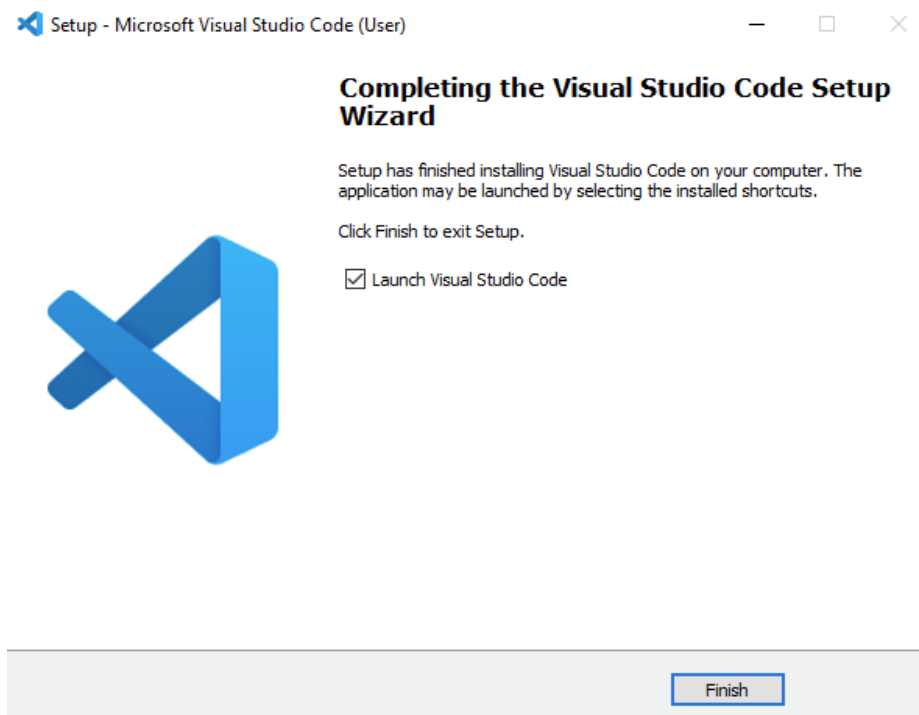 Setup - Microsoft Visual Studio Code (User)
Completing the Visual Studio Code Setup
Wizard
Setup has finished installing Visual Studio Code on your computer. The
application may be launched by selecting the installed shortcuts.
Click Finish to exit Setup.
Launch Visual Studio Code
Finish